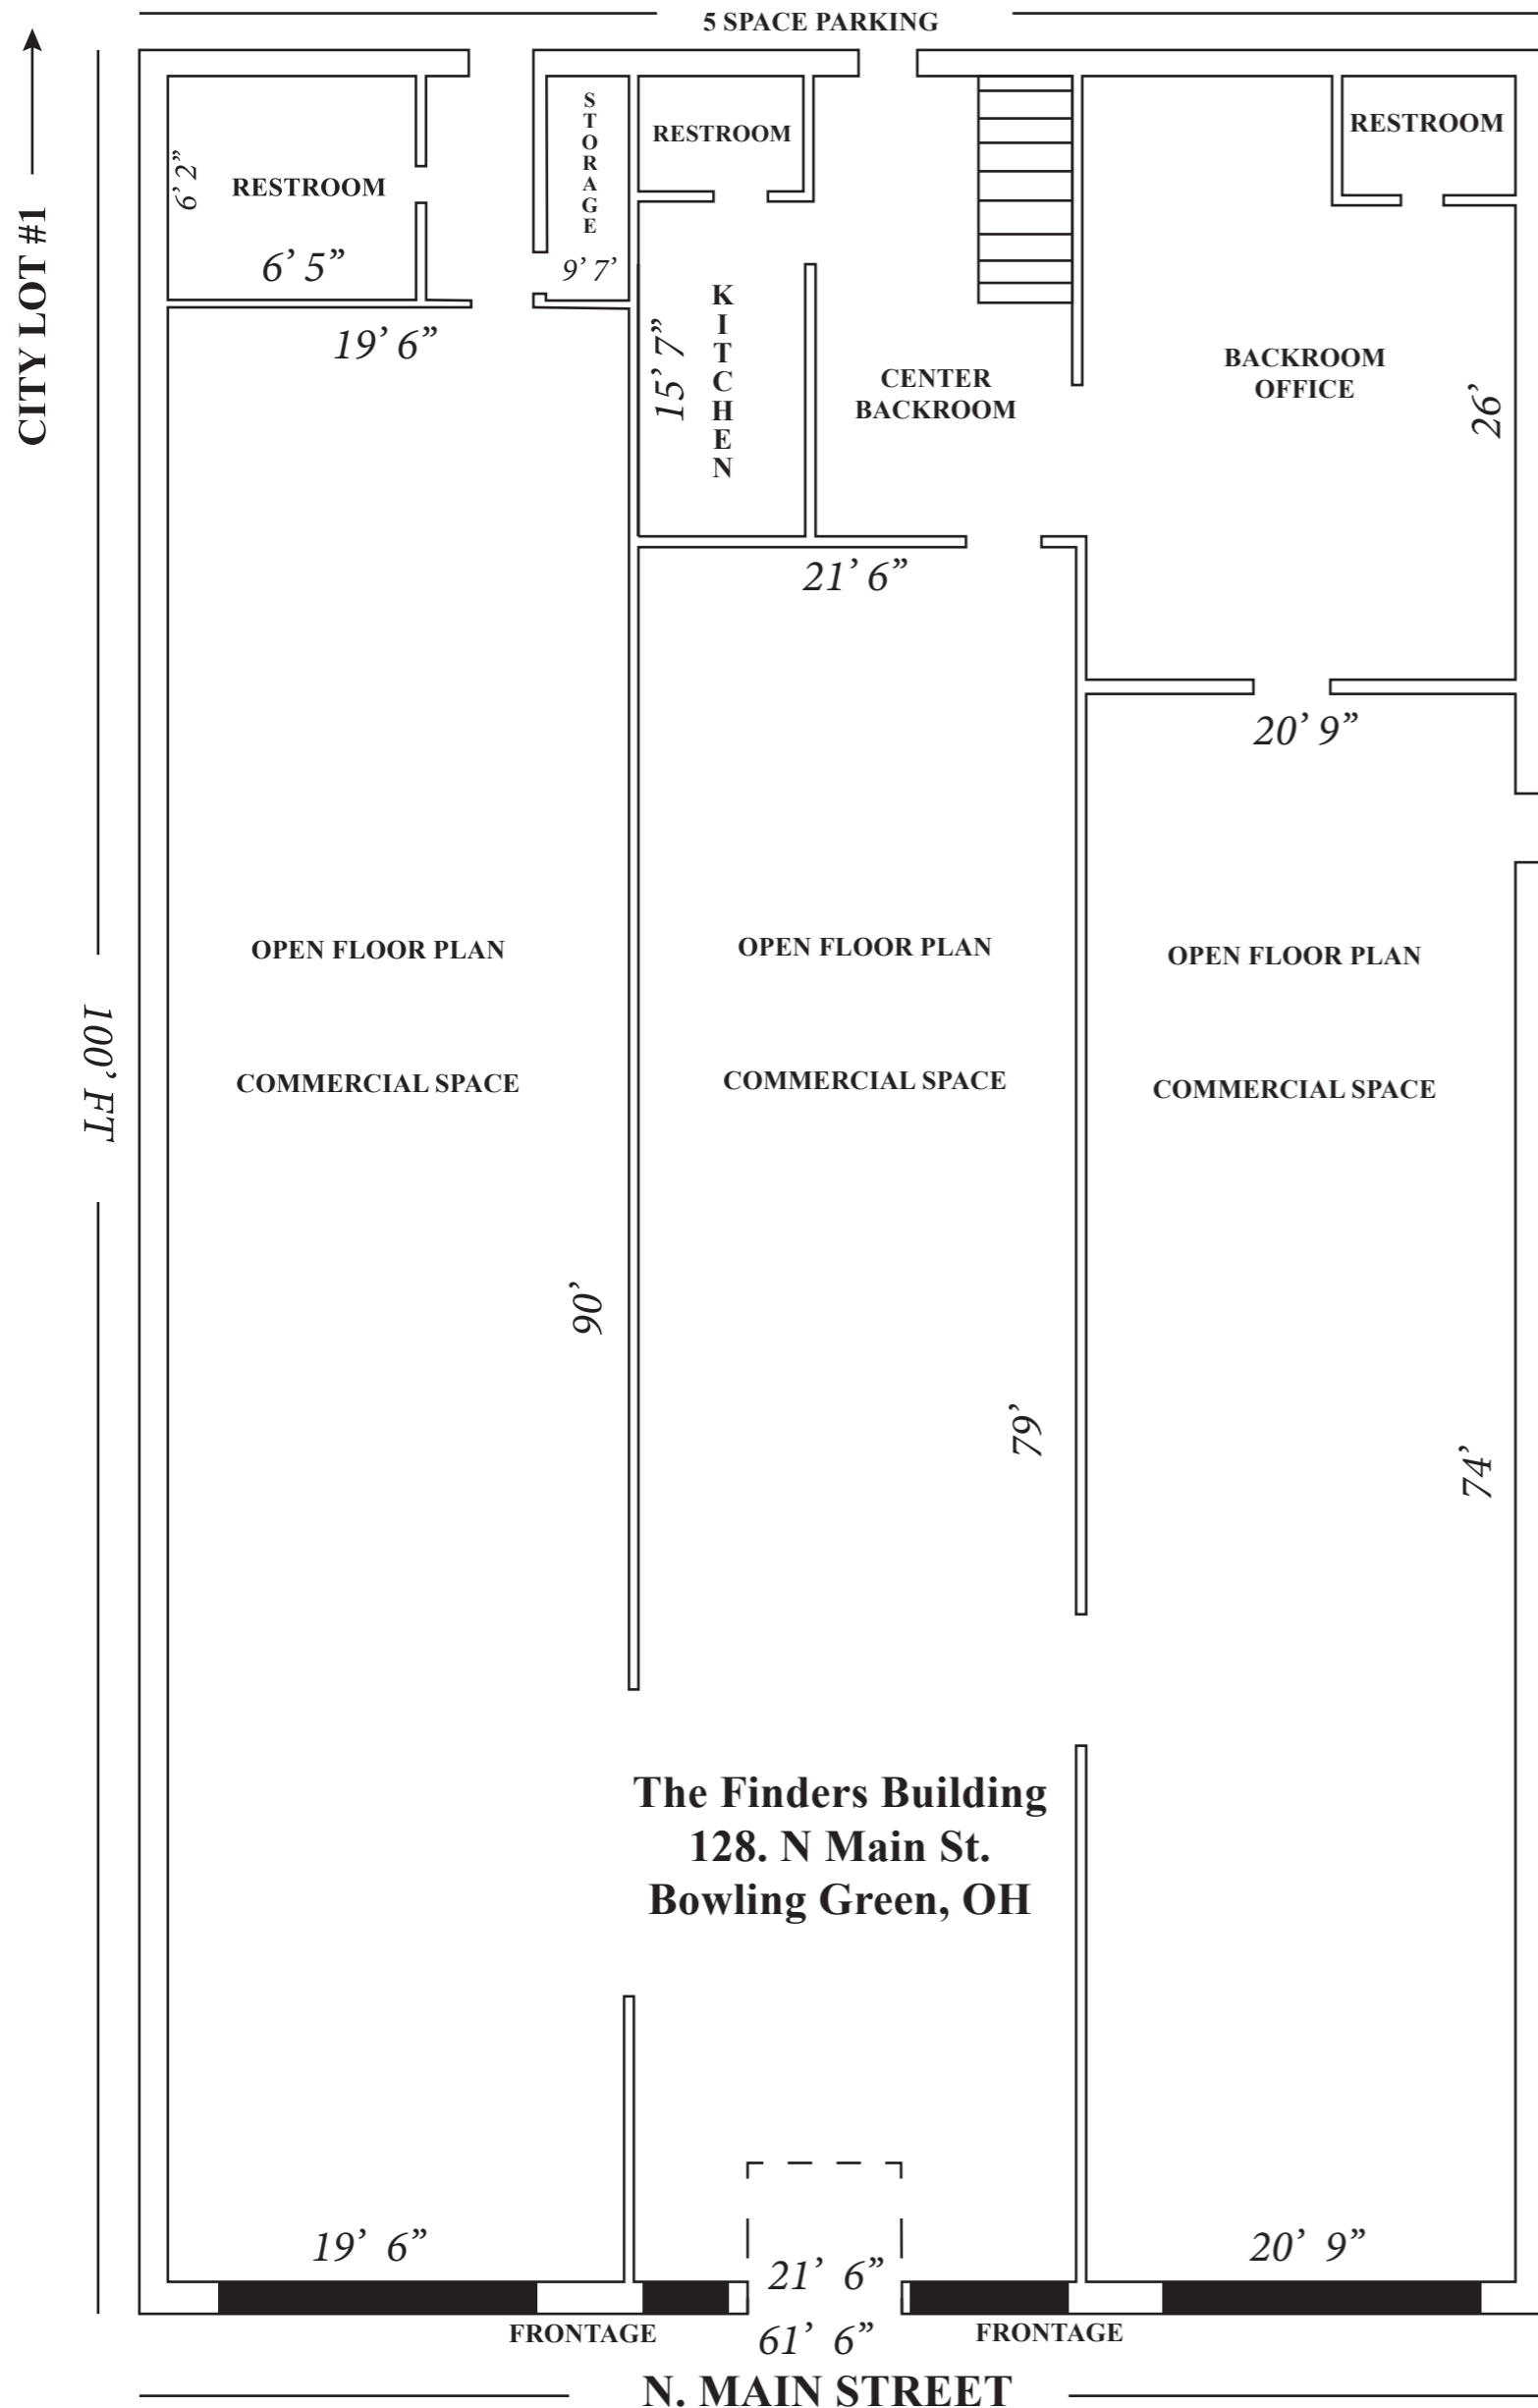 5 SPACE PARKING
CITY LOT #1
6’ 2”
RESTROOM
6’ 5”
STORAGE
9’ 7’
RESTROOM
RESTROOM
19’ 6”
15’ 7”
KITCHEN
CENTER
BACKROOM
BACKROOM
OFFICE
26’
21’ 6”
20’ 9”
OPEN FLOOR PLAN
OPEN FLOOR PLAN
OPEN FLOOR PLAN
100’ FT
COMMERCIAL SPACE
COMMERCIAL SPACE
COMMERCIAL SPACE
90’
79’
74’
The Finders Building
128. N Main St.
Bowling Green, OH
19’ 6”
21’ 6”
20’ 9”
FRONTAGE
61’ 6”
FRONTAGE
N. MAIN STREET